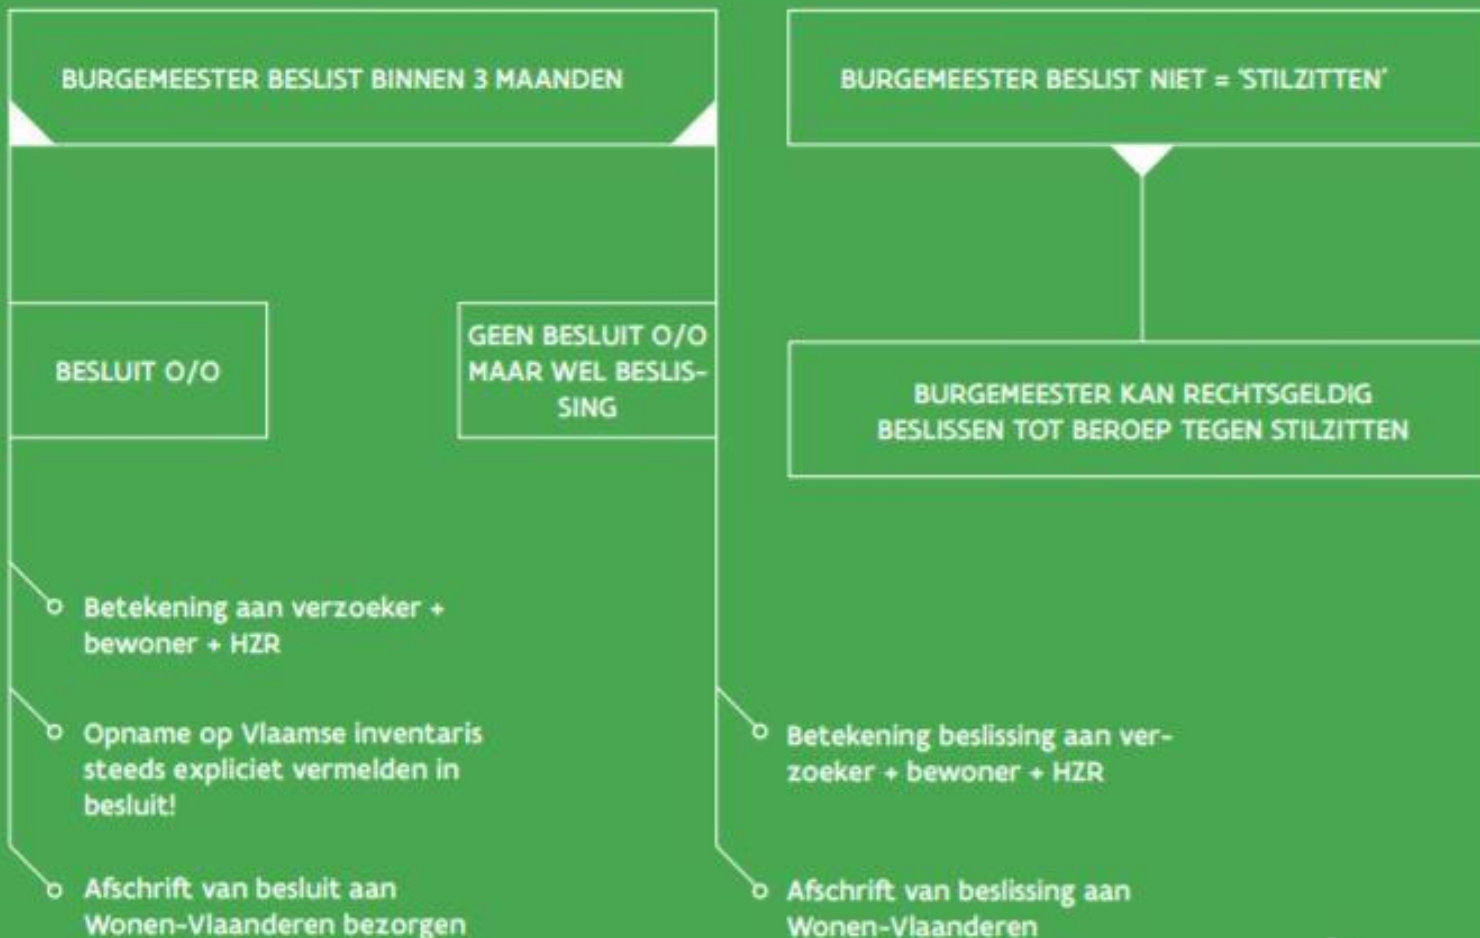 BURGEMEESTER BESLIST BINNEN 3 MAANDEN
BESLUIT O/O
GEEN BESLUIT O/O
MAAR WEL BESLIS-
SING
Betekening aan verzoeker +
bewoner + HZR
Opname op Vlaamse inventaris
steeds expliciet vermelden in
besluit!
Afschrift van besluit aan
Wonen-Vlaanderen bezorgen
Betekening beslissing aan ver-
zoeker + bewoner + HZR
Afschrift van beslissing aan
Wonen-Vlaanderen
BURGEMEESTER BESLIST NIET = 'STILZITTEN'
BURGEMEESTER KAN RECHTSGELDIG
BESLISSEN TOT BEROEP TEGEN STILZITTEN